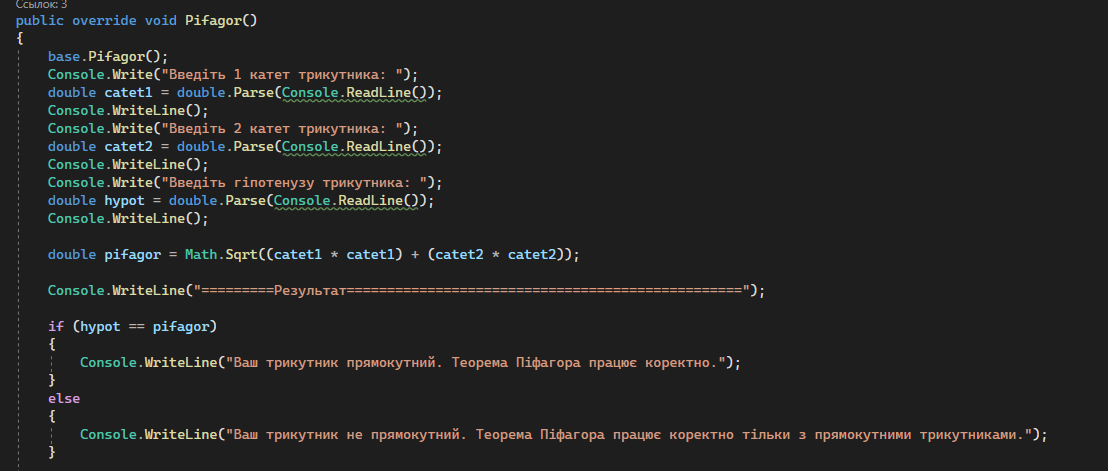 Ссылок: 3
public override void Pifagor()
{
base.Pifagor();
Console.Write("Введіть 1 катет трикутника: ");
double catet1 = double.Parse(Console.ReadLine());
Console.WriteLine();
Console.Write("Введіть 2 катет трикутника: ");
double catet2 = double.Parse(Console.ReadLine());
Console.WriteLine();
Console.Write("Введіть гіпотенузу трикутника: ");
double hypot = double.Parse(Console.ReadLine());
Console.WriteLine();
double pifagor = Math.Sqrt((catet1 * catet1) + (catet2 * catet2));
Console.WriteLine("=========Результат=================================================");
if (hypot == pifagor)
{
Console.WriteLine("Ваш трикутник прямокутний. Теорема Піфагора працює коректно.");
}
else
{
Console.WriteLine("Ваш трикутник не прямокутний. Теорема Піфагора працює коректно тільки з прямокутними трикутниками.");
}